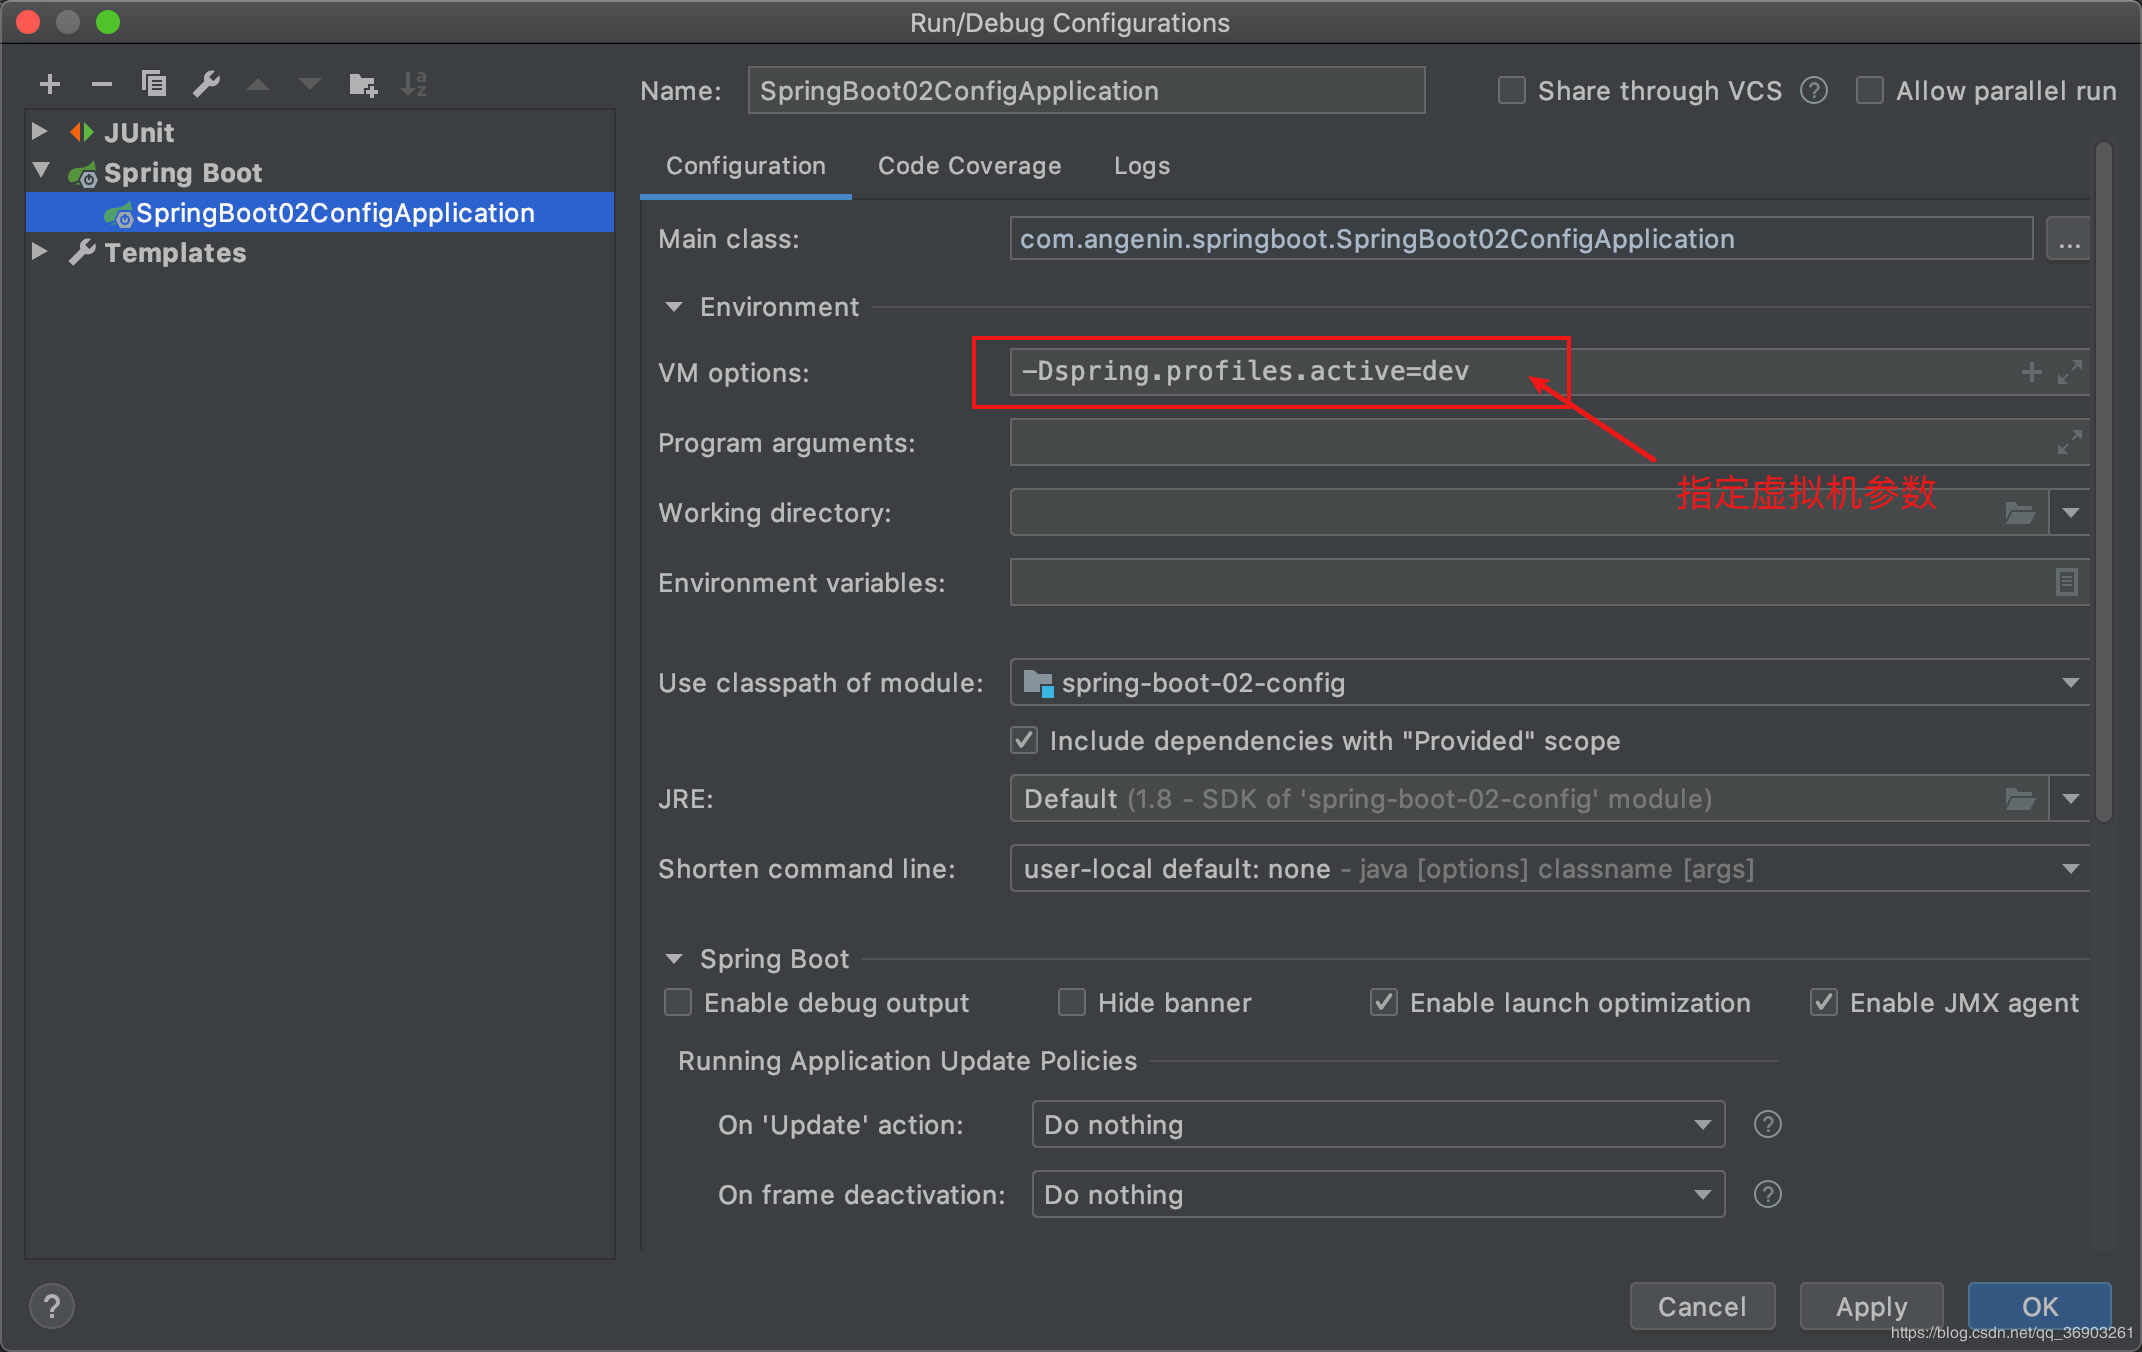 Run/Debug Configurations
Name: SpringBoot02ConfigApplication
Share through VCS ? Allow parallel run
JUnit
Spring Boot
SpringBoot02ConfigApplication
Templates
Configuration Code Coverage Logs
Main class: com.angenin.springboot.SpringBoot02ConfigApplication ...
Environment
VM options: -Dspring.profiles.active=dev
Program arguments:
指定虚拟机参数
Working directory:
Environment variables:
Use classpath of module: spring-boot-02-config
Include dependencies with "Provided" scope
JRE: Default (1.8 - SDK of 'spring-boot-02-config' module)
Shorten command line: user-local default: none - java [options] classname [args]
Spring Boot
Enable debug output Hide banner Enable launch optimization Enable JMX agent
Running Application Update Policies
On 'Update' action: Do nothing ?
On frame deactivation: Do nothing ?
? Cancel Apply OK
https://blog.csdn.net/qq_36903261